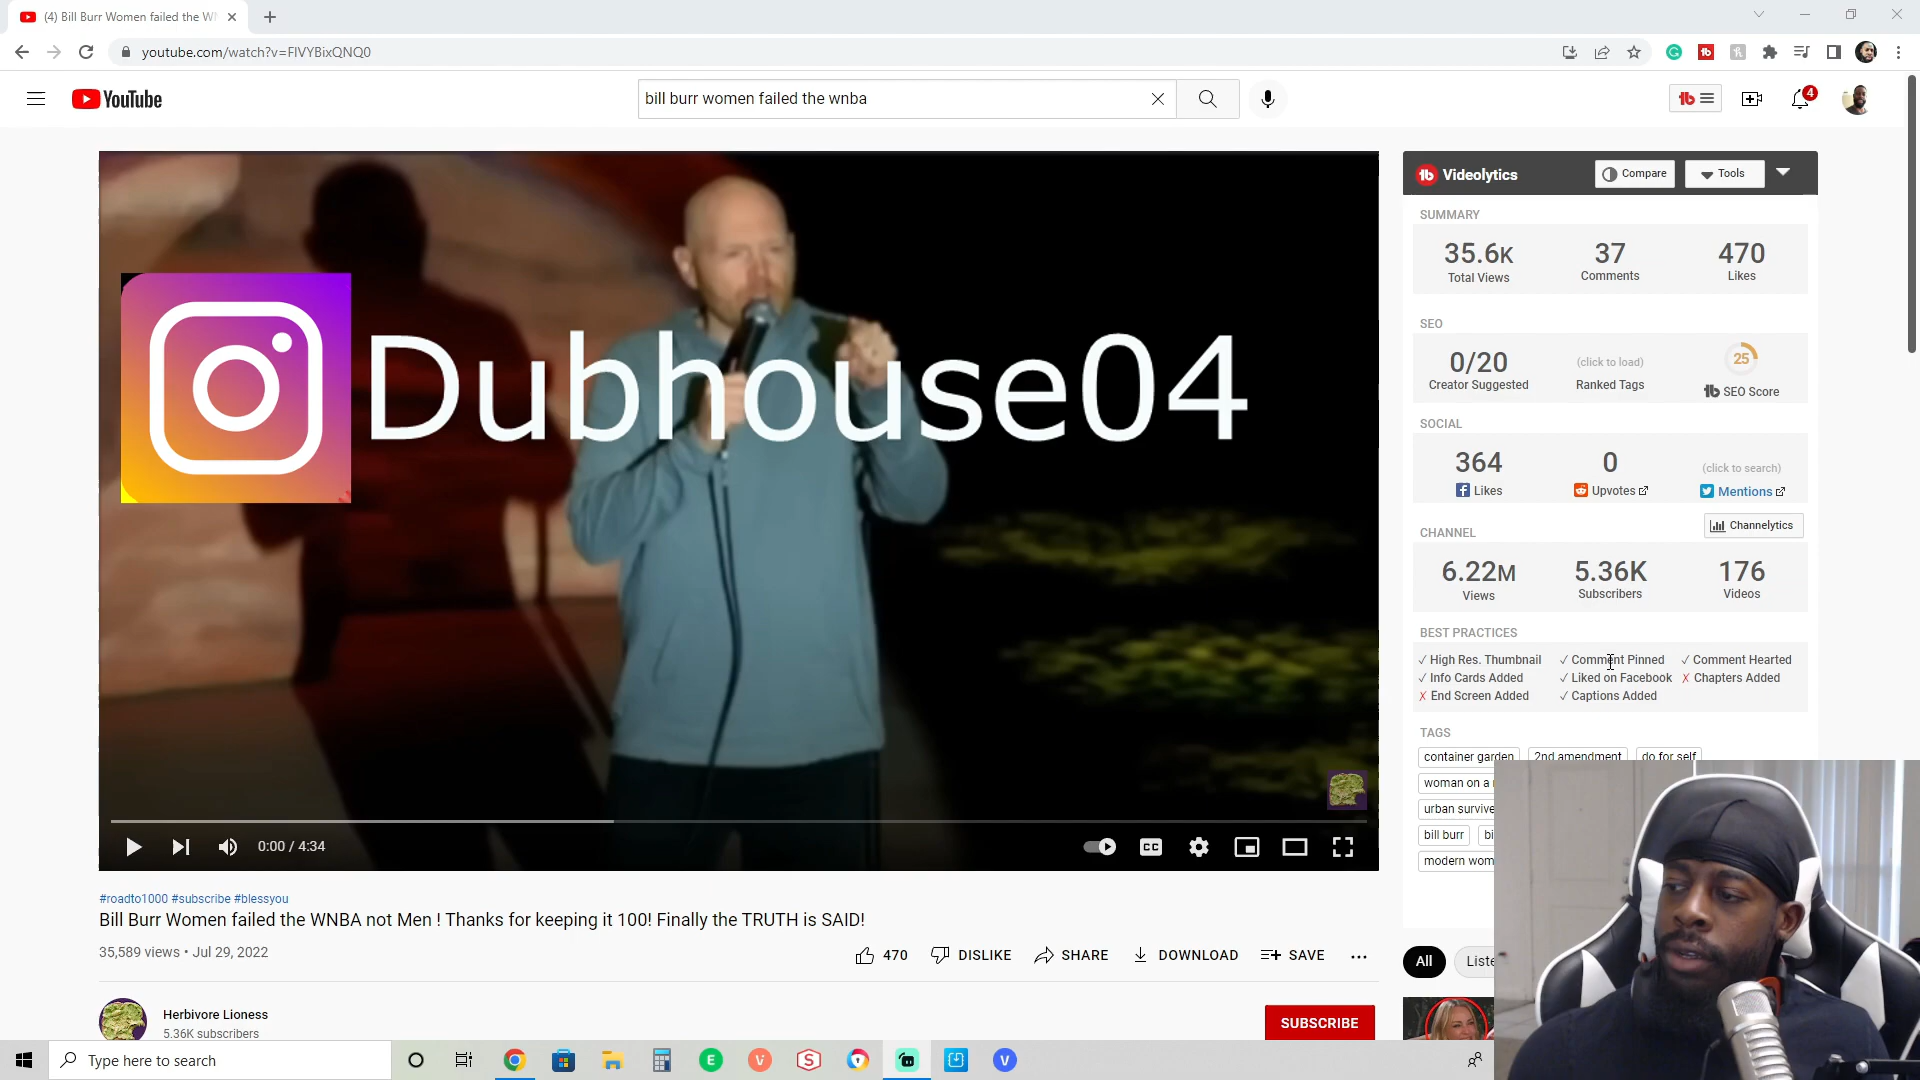 (4) Bill Burr Women failed the WN
youtube.com/watch?v=FIVYBixQNQ0
YouTube
bill burr women failed the wnba
4
Dubhouse04
0:00 / 4:34
CC
#roadto1000 #subscribe #blessyou
Bill Burr Women failed the WNBA not Men ! Thanks for keeping it 100! Finally the TRUTH is SAID!
35,589 views • Jul 29, 2022
470
DISLIKE
SHARE
DOWNLOAD
SAVE
Herbivore Lioness
5.36K subscribers
SUBSCRIBE
Videolytics
Compare
Tools
SUMMARY
35.6K 37 470
Total Views Comments Likes
SEO
0/20 (click to load) 25
Creator Suggested Ranked Tags SEO Score
SOCIAL
364 0 (click to search)
Likes Upvotes Mentions
CHANNEL Channelytics
6.22M 5.36K 176
Views Subscribers Videos
BEST PRACTICES
✓ High Res. Thumbnail ✓ Comment Pinned ✓ Comment Hearted
✓ Info Cards Added ✓ Liked on Facebook ✗ Chapters Added
✗ End Screen Added ✓ Captions Added
TAGS
container garden 2nd amendment do for self
woman on a
urban survive
bill burr bi
modern wom
All Liste
Type here to search